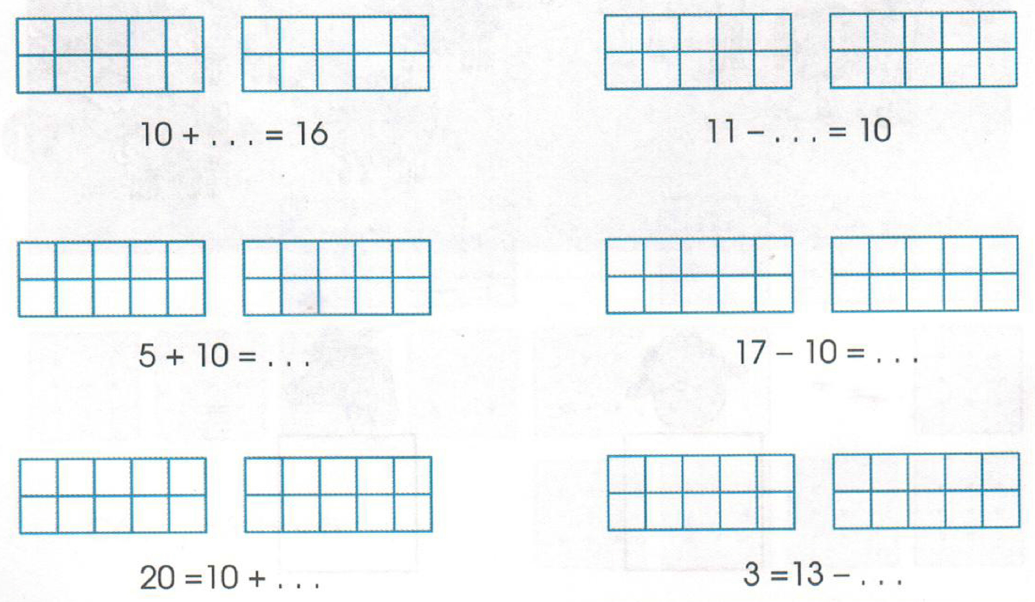 10 + . . . = 16
11 – . . . = 10
5 + 10 = . . .
17 – 10 = . . .
20 =10 + . . .
3 =13 – . . .